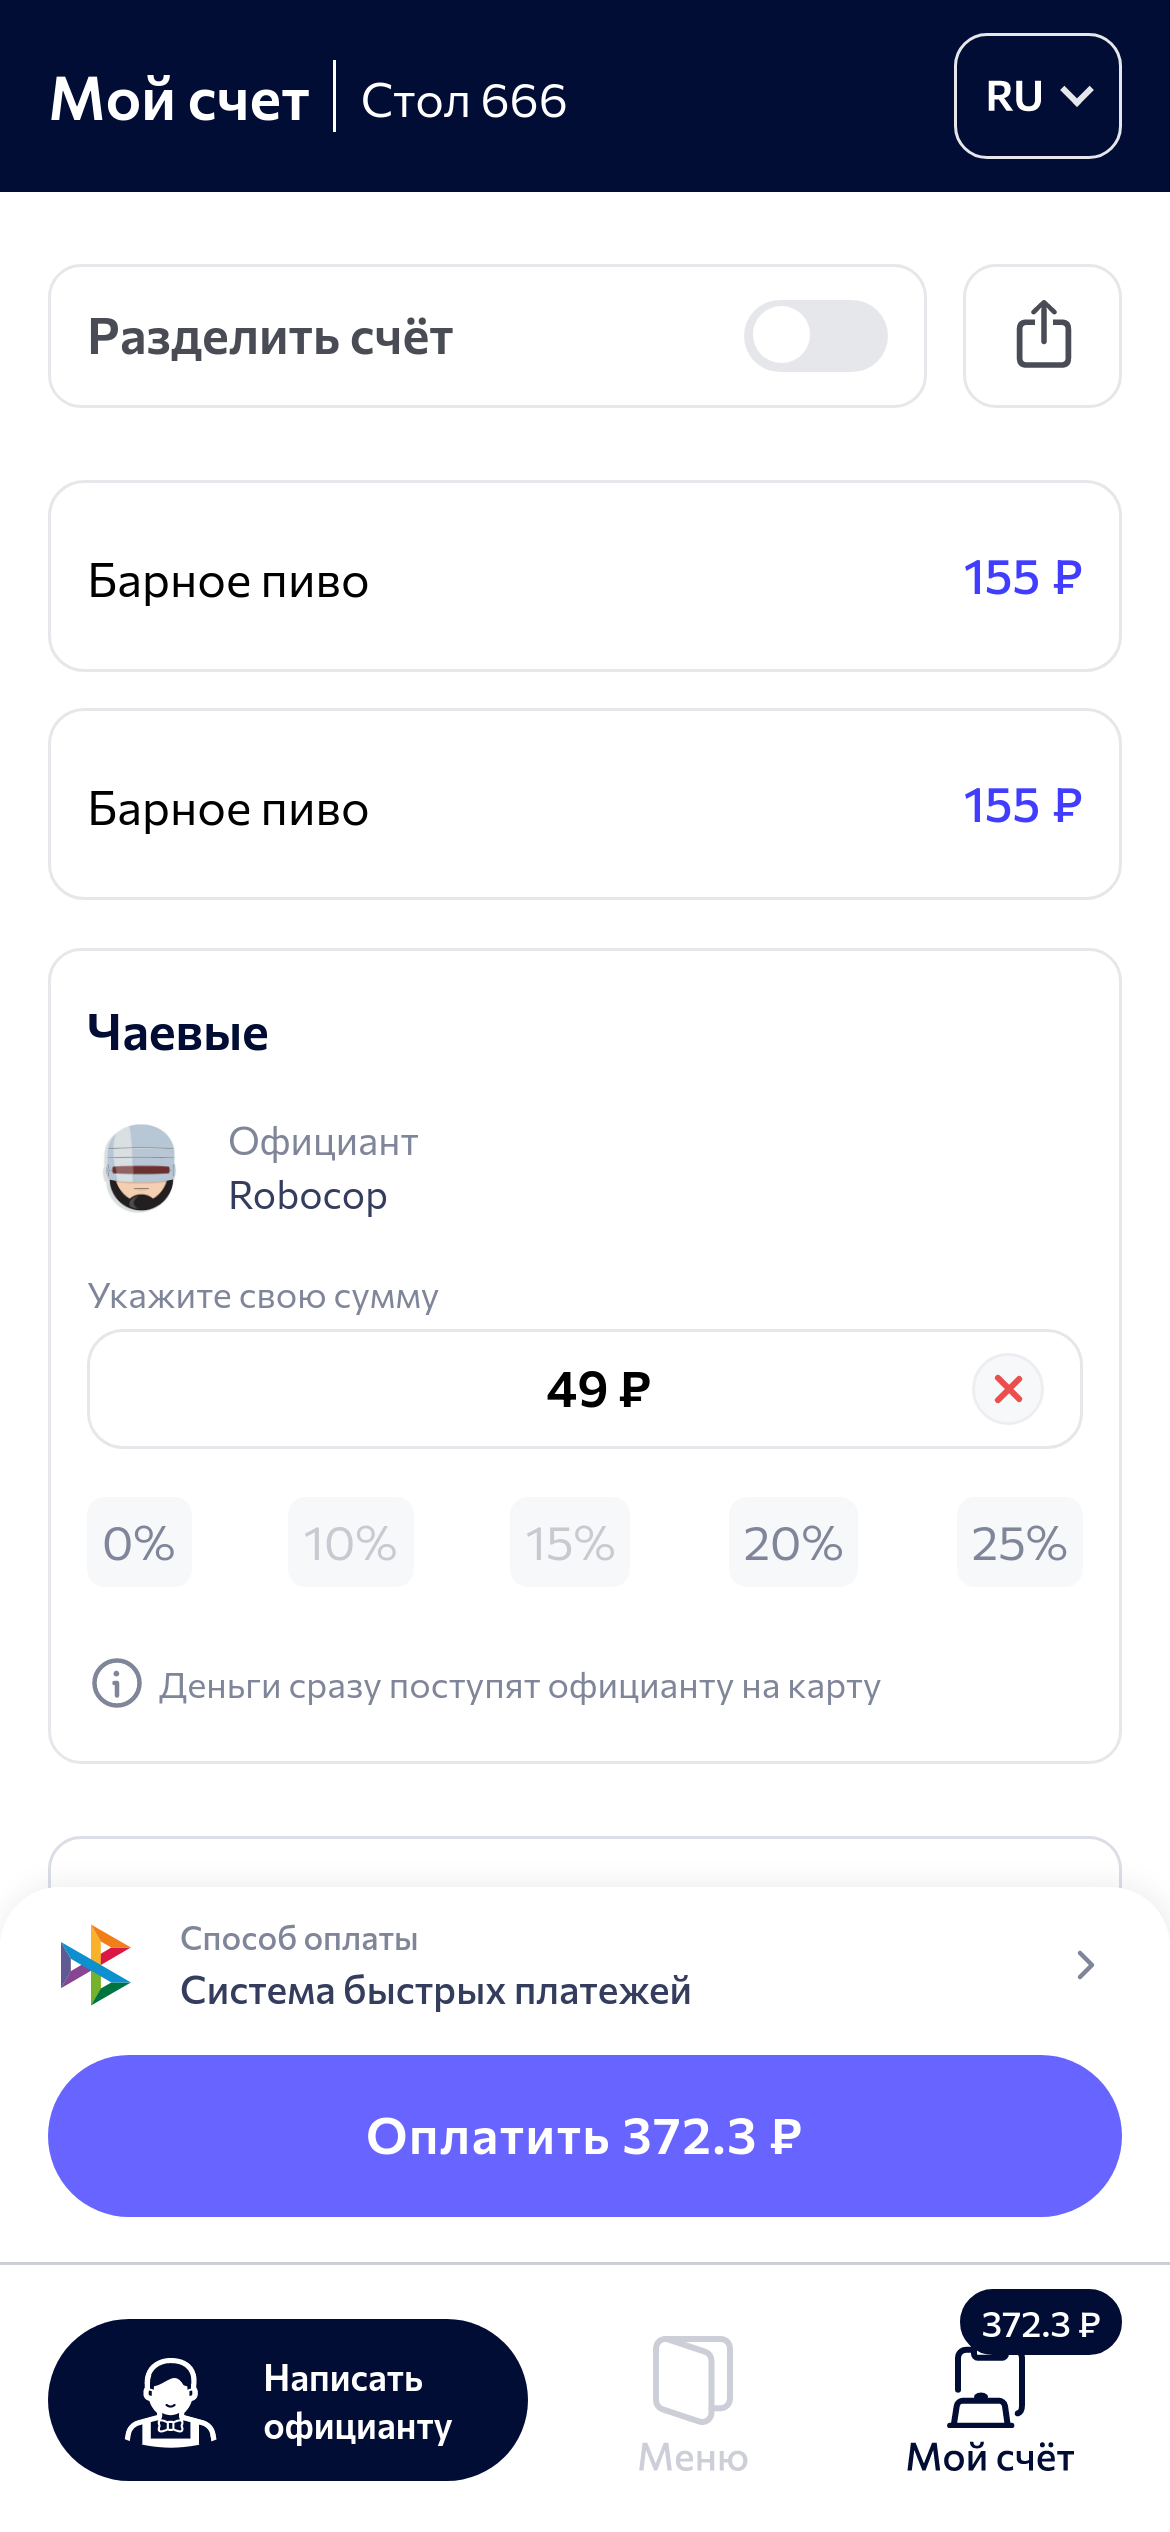 Мой счет
Стол 666
RU
Разделить счёт
Барное пиво
155 ₽
Барное пиво
155 ₽
Чаевые
Официант
Robocop
Укажите свою сумму
49 ₽
0% 10% 15% 20% 25%
Деньги сразу поступят официанту на карту
Способ оплаты
Система быстрых платежей
Оплатить 372.3 ₽
Написать
официанту
Меню
372.3 ₽
Мой счёт